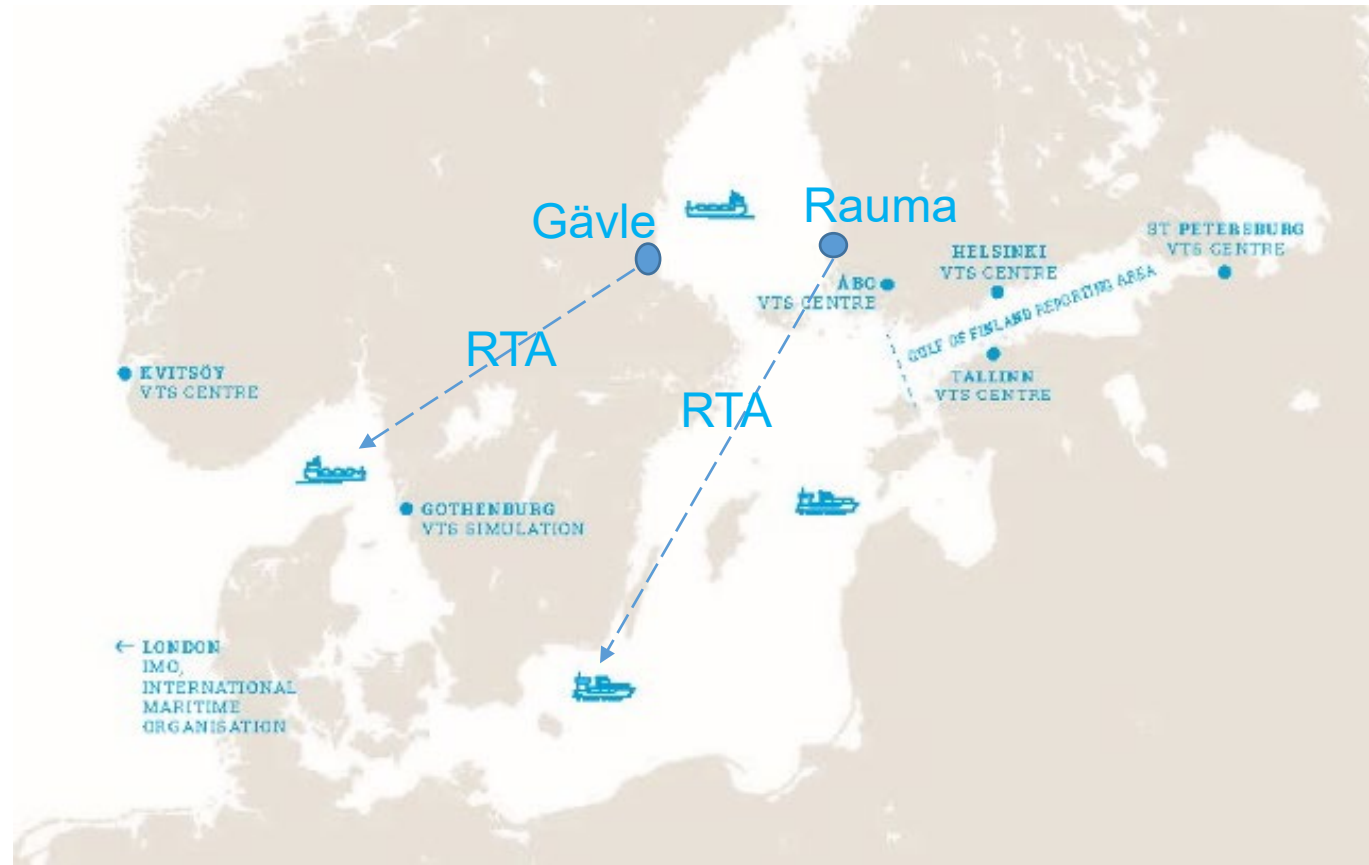 Gävle
Rauma
ST PETERSBURG
VTS CENTRE
HELSINKI
VTS CENTRE
ÅBO
VTS CENTRE
GULF OF FINLAND REPORTING AREA
RTA
KVITSÖY
VTS CENTRE
TALLINN
VTS CENTRE
RTA
GOTHENBURG
VTS SIMULATION
← LONDON
IMO,
INTERNATIONAL
MARITIME
ORGANISATION